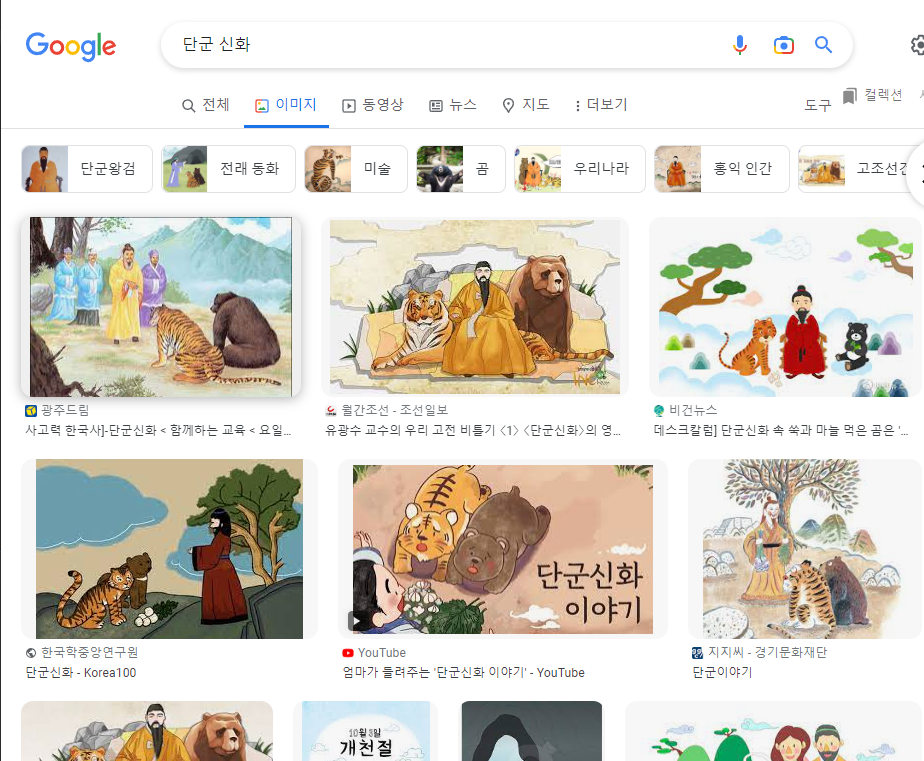 Google
단군 신화
전체
이미지
동영상
뉴스
지도
더보기
도구
컬렉션
단군왕검
전래 동화
미술
곰
우리나라
홍익 인간
고조선건
광주드림
사고력 한국사]-단군신화 < 함께하는 교육 < 요일...
월간조선 - 조선일보
유광수 교수의 우리 고전 비틀기 〈1〉 〈단군신화〉의 영...
비건뉴스
데스크칼럼] 단군신화 속 쑥과 마늘 먹은 곰은 '...
단군신화
이야기
한국학중앙연구원
단군신화 - Korea100
YouTube
엄마가 들려주는 '단군신화 이야기' - YouTube
지지씨 - 경기문화재단
단군이야기
10월 3일
개천절